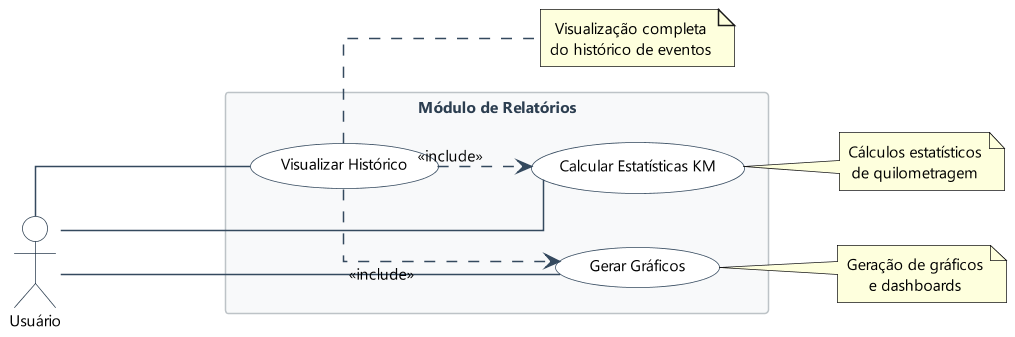 Visualização completa
do histórico de eventos
Módulo de Relatórios
Visualizar Histórico
«include»
Calcular Estatísticas KM
Cálculos estatísticos
de quilometragem
Gerar Gráficos
«include»
Geração de gráficos
e dashboards
Usuário